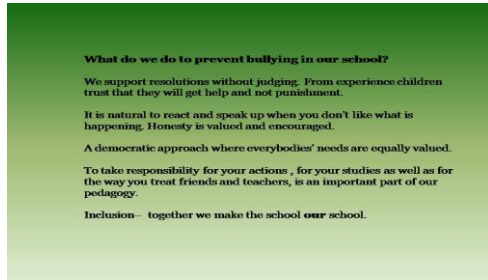 What do we do to prevent bullying in our school?
We support resolutions without judging. From experience children
trust that they will get help and not punishment.
It is natural to react and speak up when you don't like what is
happening. Honesty is valued and encouraged.
A democratic approach where everybodies' needs are equally valued.
To take responsibility for your actions , for your studies as well as for
the way you treat friends and teachers, is an important part of our
pedagogy.
Inclusion– together we make the school our school.